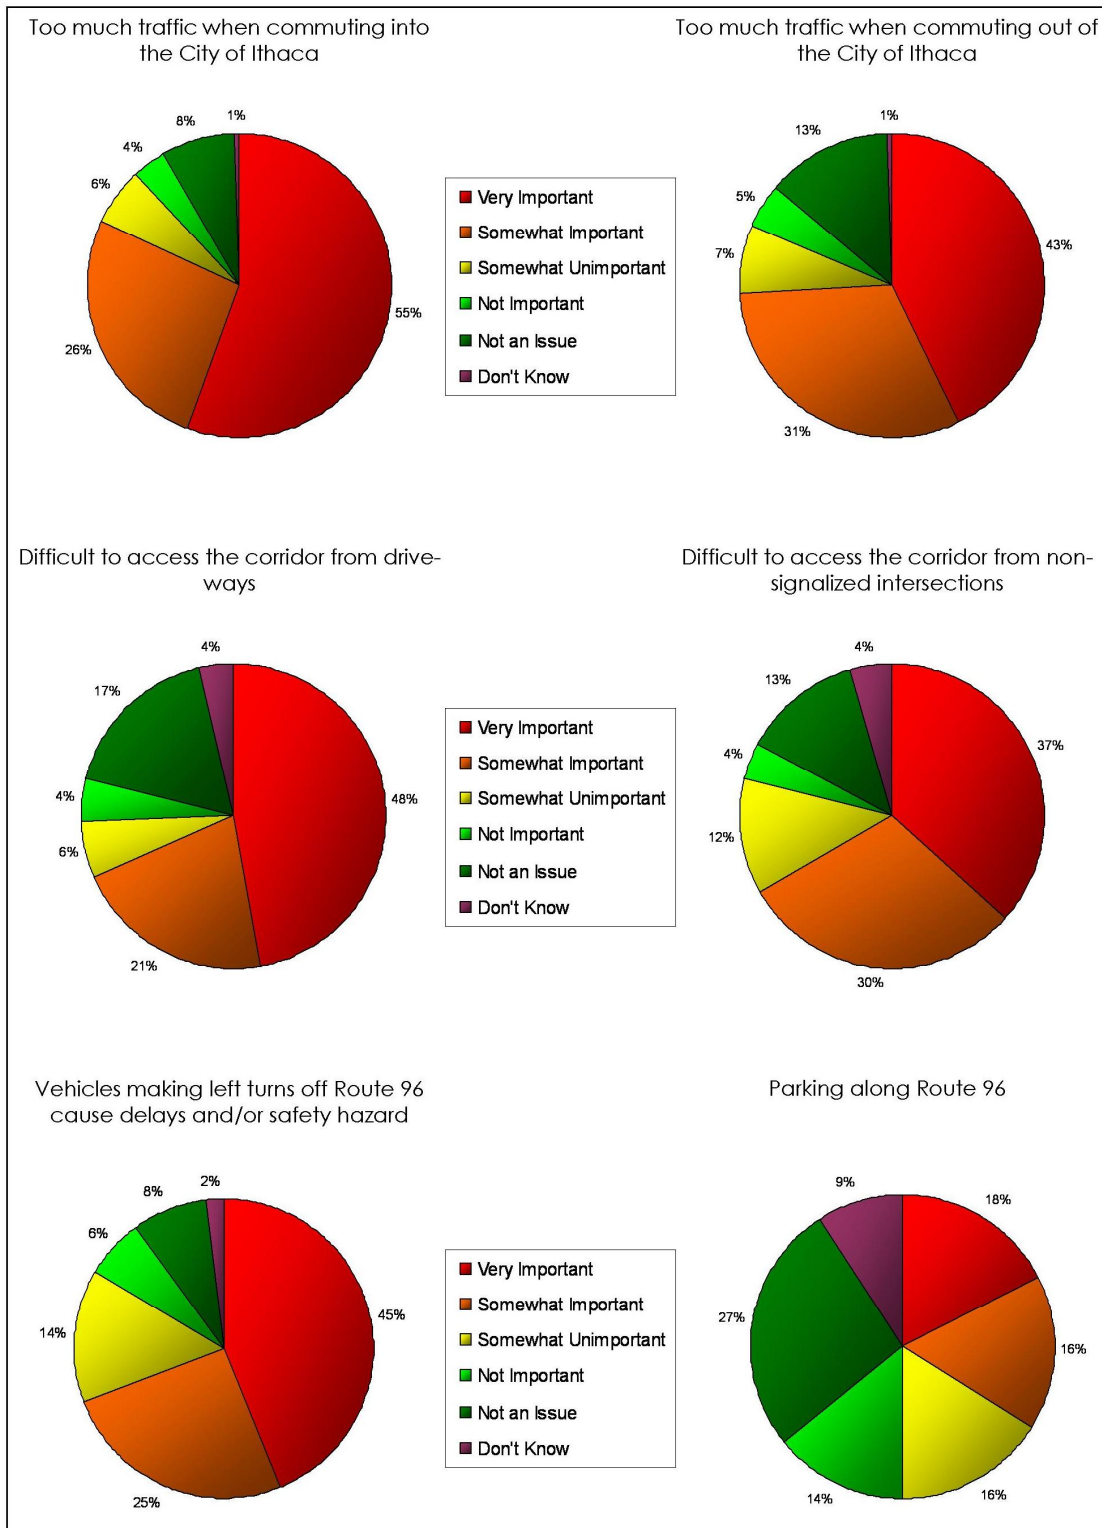 Too much traffic when commuting into
the City of Ithaca
1%
8%
4%
6%
26%
55%
Very Important
Somewhat Important
Somewhat Unimportant
Not Important
Not an Issue
Don't Know
Too much traffic when commuting out of
the City of Ithaca
1%
13%
5%
7%
31%
43%
Difficult to access the corridor from drive-
ways
4%
17%
4%
6%
21%
48%
Very Important
Somewhat Important
Somewhat Unimportant
Not Important
Not an Issue
Don't Know
Difficult to access the corridor from non-
signalized intersections
4%
13%
4%
12%
30%
37%
Vehicles making left turns off Route 96
cause delays and/or safety hazard
2%
8%
6%
14%
25%
45%
Very Important
Somewhat Important
Somewhat Unimportant
Not Important
Not an Issue
Don't Know
Parking along Route 96
9%
18%
27%
16%
14%
16%